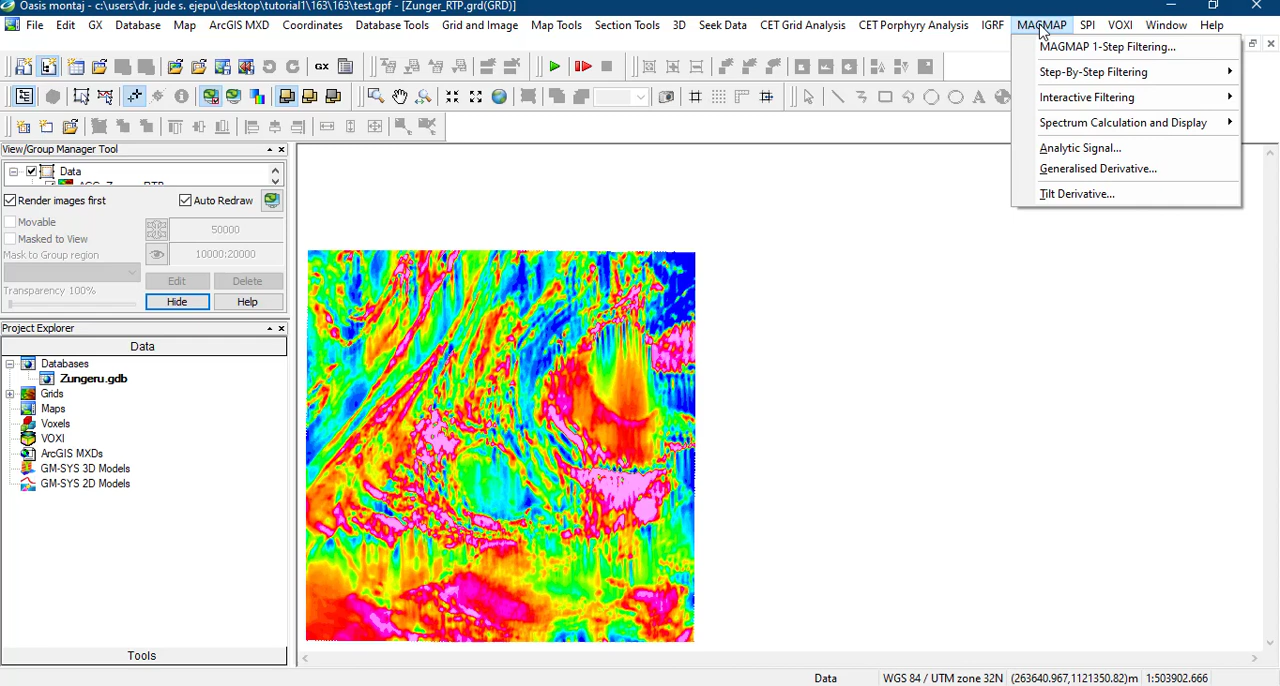 Oasis montaj - c:\users\dr. jude s. ejepu\desktop\tutorial1\163\163\test.gpf - [Zunger_RTP.grd(GRD)]
File Edit GX Database Map ArcGIS MXD Coordinates Database Tools Grid and Image Map Tools Section Tools 3D Seek Data CET Grid Analysis CET Porphyry Analysis IGRF MAGMAP SPI VOXI Window Help
MAGMAP 1-Step Filtering...
Step-By-Step Filtering
Interactive Filtering
Spectrum Calculation and Display
Analytic Signal...
Generalised Derivative...
Tilt Derivative...
GX
View/Group Manager Tool
Data
Render images first Auto Redraw
Movable 50000
Masked to View
Mask to Group region 10000:20000
Edit Delete
Transparency 100%
Hide Help
Project Explorer
Data
Databases
Zungeru.gdb
Grids
Maps
Voxels
VOXI
ArcGIS MXDs
GM-SYS 3D Models
GM-SYS 2D Models
Tools
Data WGS 84 / UTM zone 32N (263640.967,1121350.82)m 1:503902.666